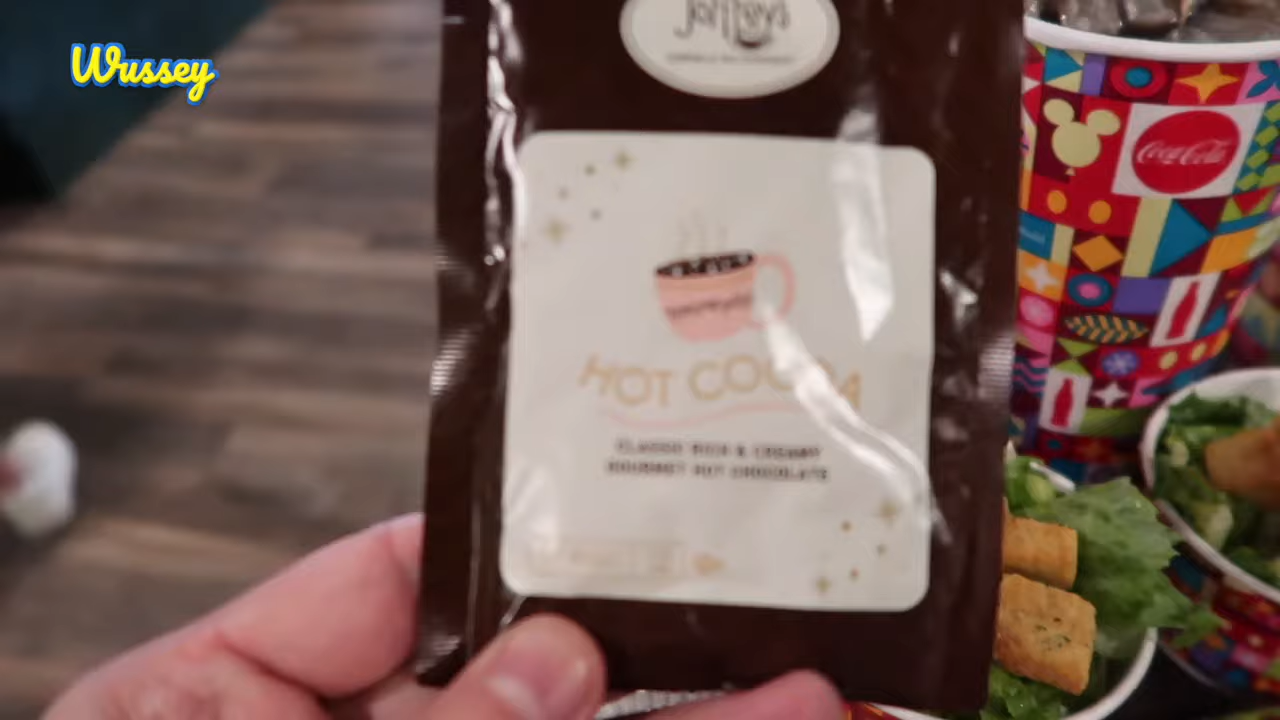 Wussey
Joffrey's
Coca-Cola
HOT COCOA
CLASSIC RICH & CREAMY
GOURMET HOT CHOCOLATE